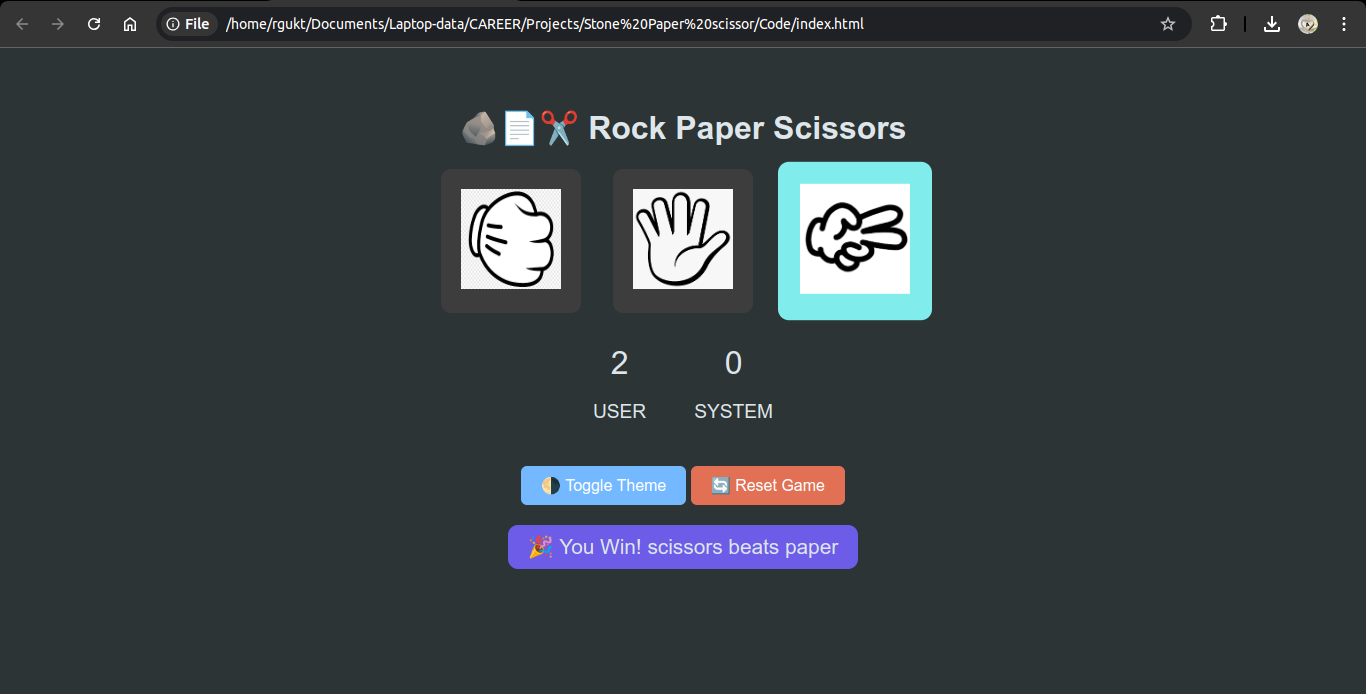 File /home/rgukt/Documents/Laptop-data/CAREER/Projects/Stone%20Paper%20scissor/Code/index.html
🪨📄✂️ Rock Paper Scissors
2 0
USER SYSTEM
🌗 Toggle Theme 🔄 Reset Game
🎉 You Win! scissors beats paper